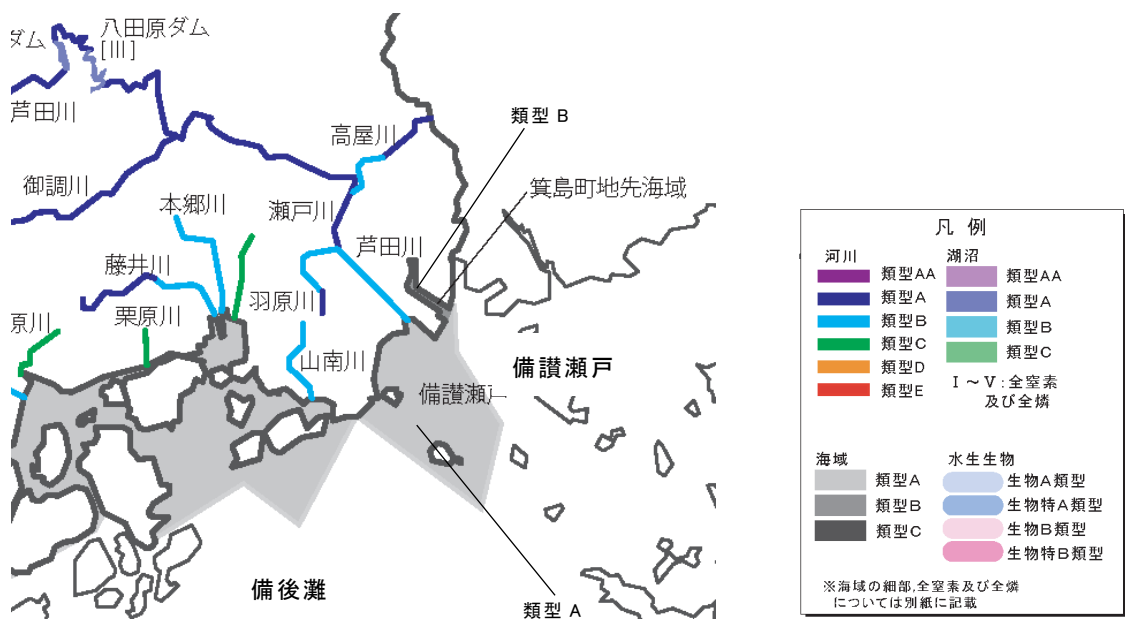 ダム
八田原ダム
[III]
芦田川
高屋川
類型 B
御調川
本郷川
瀬戸川
箕島町地先海域
藤井川
芦田川
栗原川
羽原川
原川
山南川
備讃瀬戸
備讃瀬戸
備後灘
類型 A
凡 例
河川
湖沼
類型AA
類型A
類型B
類型C
類型D
類型E
類型AA
類型A
類型B
類型C
I～V:全窒素
及び全燐
海域
類型A
類型B
類型C
水生生物
生物A類型
生物特A類型
生物B類型
生物特B類型
※海域の細部,全窒素及び全燐
については別紙に記載